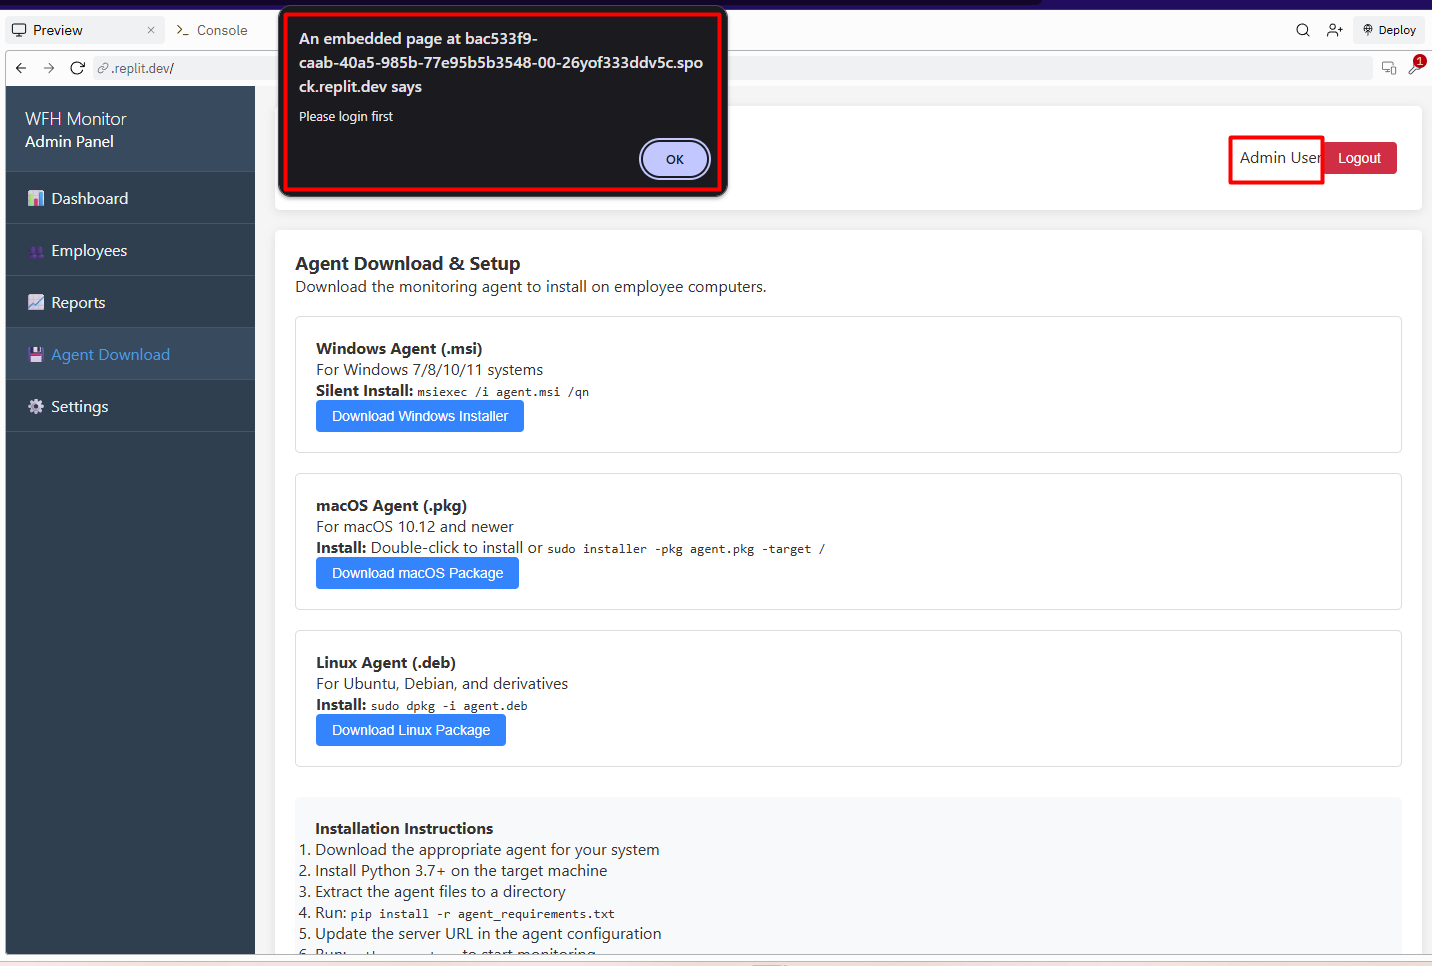 Preview
Console
Deploy
.replit.dev/
1
An embedded page at bac533f9-
caab-40a5-985b-77e95b5b3548-00-26yof333ddv5c.spo
ck.replit.dev says
Please login first
OK
WFH Monitor
Admin Panel
Admin User
Logout
Dashboard
Employees
Reports
Agent Download
Settings
Agent Download & Setup
Download the monitoring agent to install on employee computers.
Windows Agent (.msi)
For Windows 7/8/10/11 systems
Silent Install: msiexec /i agent.msi /qn
Download Windows Installer
macOS Agent (.pkg)
For macOS 10.12 and newer
Install: Double-click to install or sudo installer -pkg agent.pkg -target /
Download macOS Package
Linux Agent (.deb)
For Ubuntu, Debian, and derivatives
Install: sudo dpkg -i agent.deb
Download Linux Package
Installation Instructions
1. Download the appropriate agent for your system
2. Install Python 3.7+ on the target machine
3. Extract the agent files to a directory
4. Run: pip install -r agent_requirements.txt
5. Update the server URL in the agent configuration
6. Run: to start monitoring